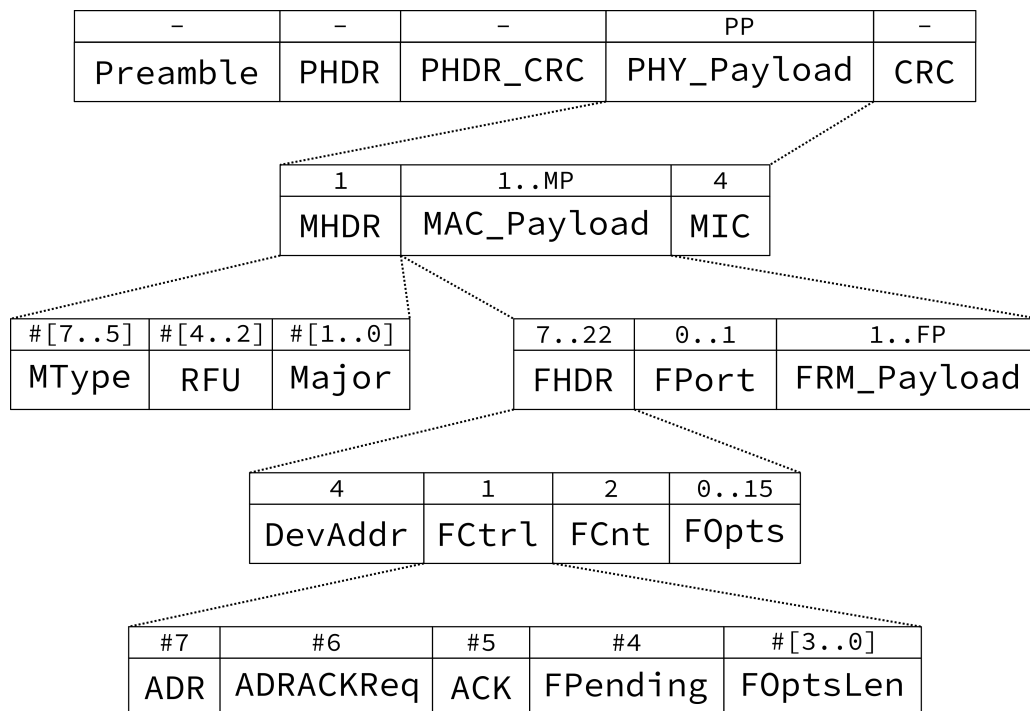 – – – PP –
Preamble PHDR PHDR_CRC PHY_Payload CRC
1 1..MP 4
MHDR MAC_Payload MIC
#[7..5] #[4..2] #[1..0] 7..22 0..1 1..FP
MType RFU Major FHDR FPort FRM_Payload
4 1 2 0..15
DevAddr FCtrl FCnt FOpts
#7 #6 #5 #4 #[3..0]
ADR ADRACKReq ACK FPending FOptsLen